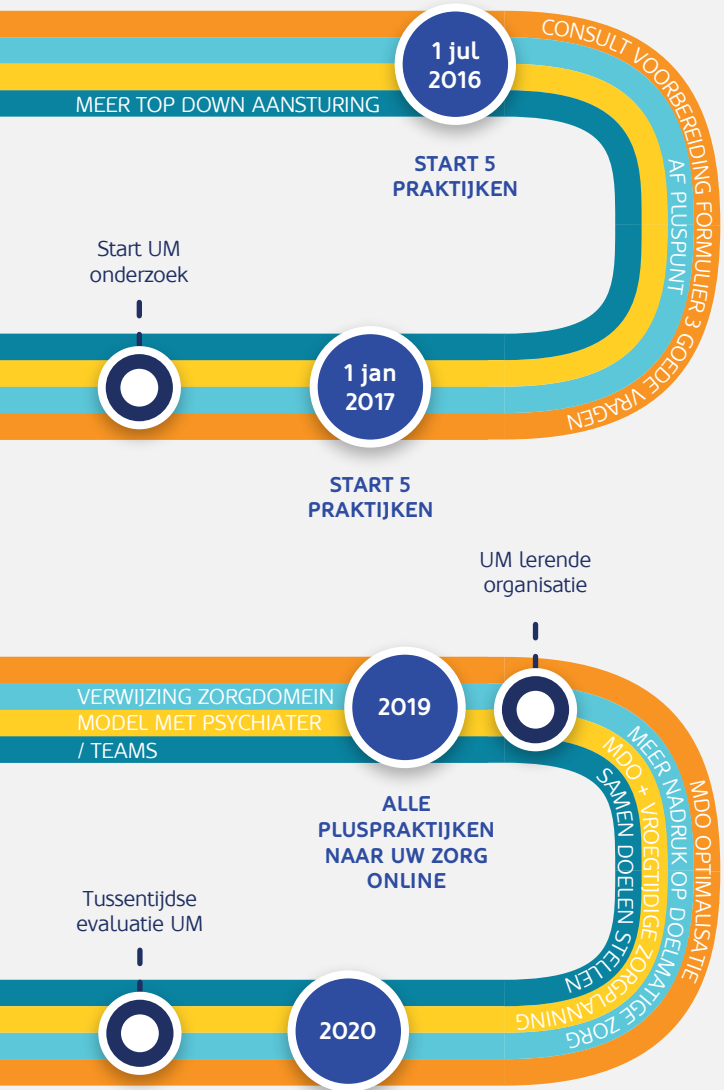 1 jul
2016
MEER TOP DOWN AANSTURING
START 5
PRAKTIJKEN
CONSULT VOORBEREIDING FORMULIER 3 GOEDE VRAGEN
AF PLUSPUNT
Start UM
onderzoek
1 jan
2017
START 5
PRAKTIJKEN
UM lerende
organisatie
VERWIJZING ZORGDOMEIN
MODEL MET PSYCHIATER
/ TEAMS
2019
ALLE
PLUSPRAKTIJKEN
NAAR UW ZORG
ONLINE
MDO OPTIMALISATIE
MEER NADRUK OP DOELMATIGE ZORG
MDO + VROEGTIJDIGE ZORGPLANNING
SAMEN DOELEN STELLEN
Tussentijdse
evaluatie UM
2020